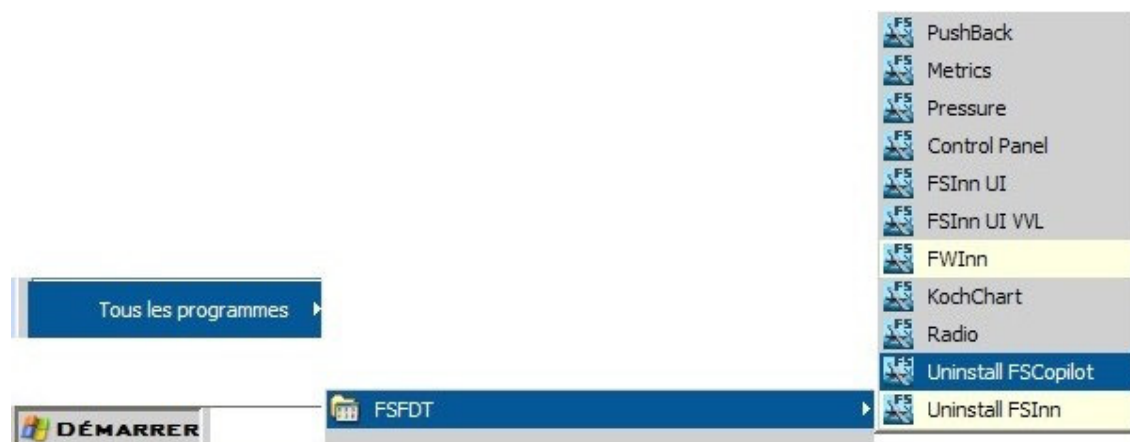 PushBack
Metrics
Pressure
Control Panel
FSInn UI
FSInn UI VVL
FWInn
KochChart
Radio
Uninstall FSCopilot
Uninstall FSInn
Tous les programmes
FSFDT
DÉMARRER